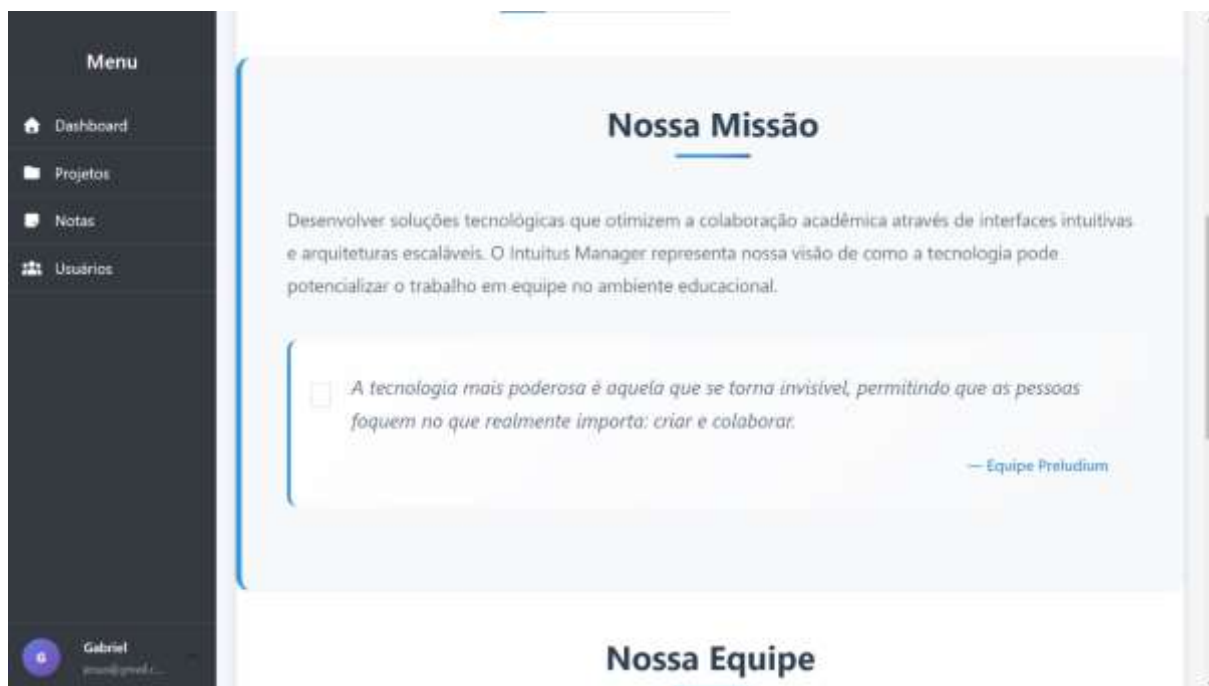 Menu
Dashboard
Projetos
Notas
Usuários
Gabriel
Nossa Missão
Desenvolver soluções tecnológicas que otimizem a colaboração acadêmica através de interfaces intuitivas
e arquiteturas escaláveis. O Intuitus Manager representa nossa visão de como a tecnologia pode
potencializar o trabalho em equipe no ambiente educacional.
A tecnologia mais poderosa é aquela que se torna invisível, permitindo que as pessoas
foquem no que realmente importa: criar e colaborar.
— Equipe Preludium
Nossa Equipe
G